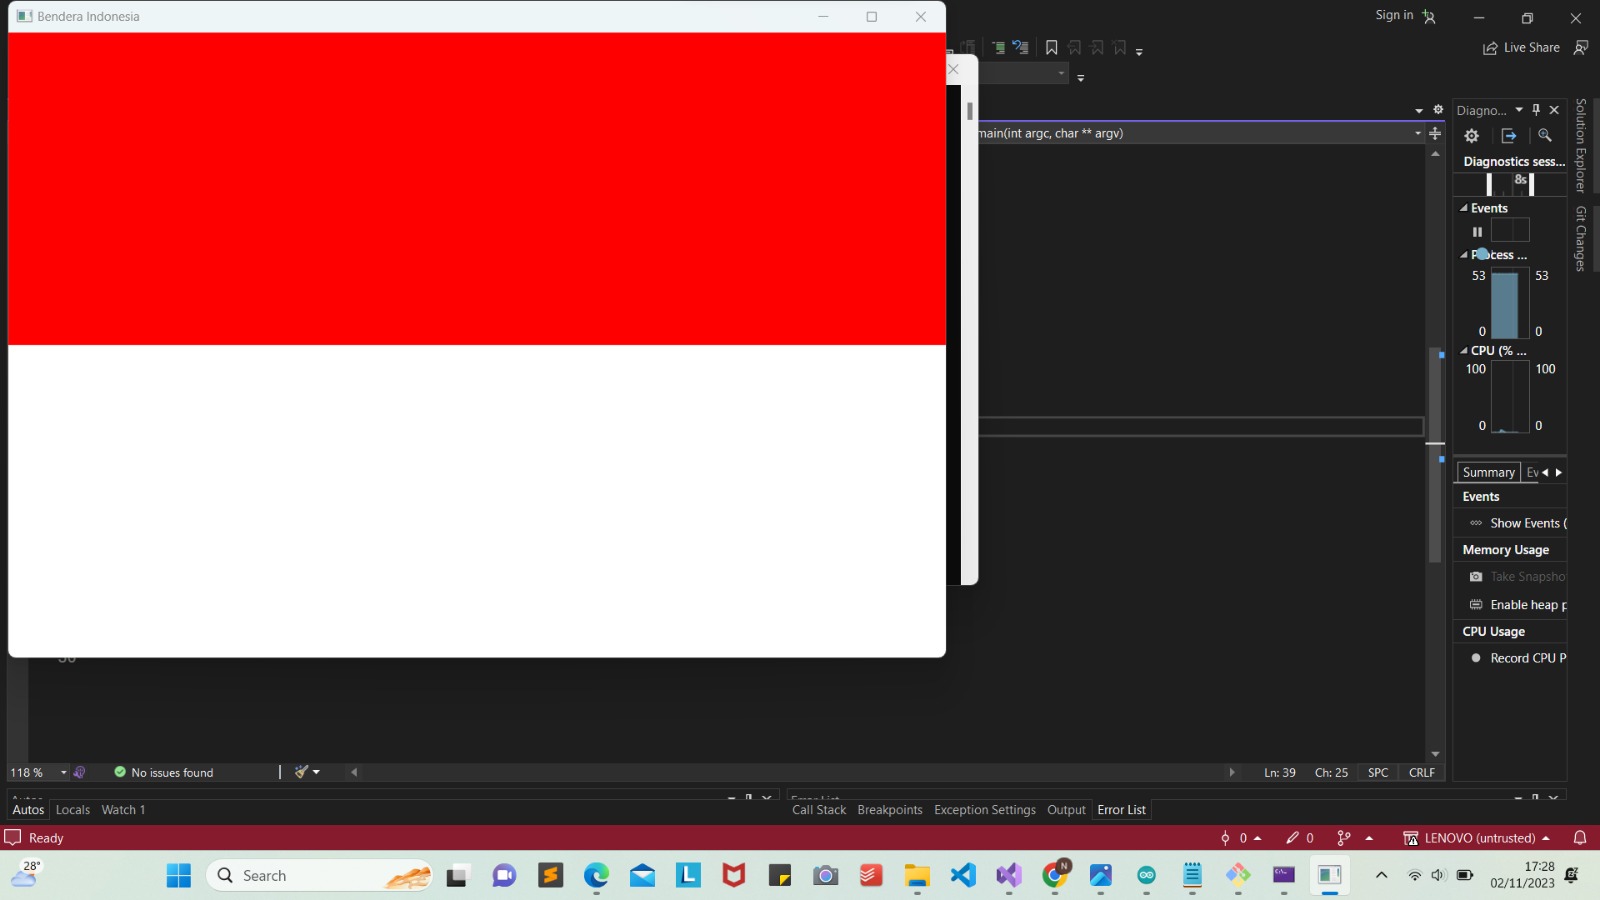 Bendera Indonesia
Sign in
Live Share
main(int argc, char ** argv)
Diagno...
Diagnostics sess...
8s
Events
Process ...
53
53
0
0
CPU (% ...
100
100
0
0
Summary
Ev
Events
Show Events (
Memory Usage
Take Snapsho
Enable heap p
CPU Usage
Record CPU P
Solution Explorer
Git Changes
118 %
No issues found
Ln: 39
Ch: 25
SPC
CRLF
Autos
Locals
Watch 1
Call Stack
Breakpoints
Exception Settings
Output
Error List
Ready
0
0
LENOVO (untrusted)
28°
Search
N
17:28
02/11/2023